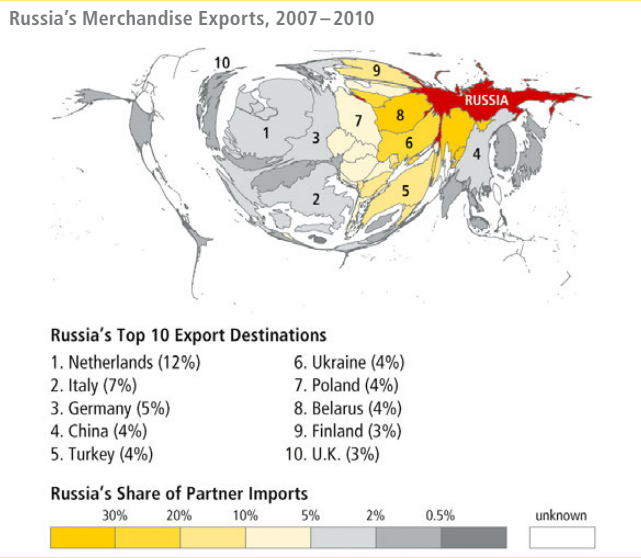 Russia's Merchandise Exports, 2007–2010
10
9
RUSSIA
8
7
1
3
6
4
5
2
Russia's Top 10 Export Destinations
1. Netherlands (12%)
2. Italy (7%)
3. Germany (5%)
4. China (4%)
5. Turkey (4%)
6. Ukraine (4%)
7. Poland (4%)
8. Belarus (4%)
9. Finland (3%)
10. U.K. (3%)
Russia's Share of Partner Imports
30% 20% 10% 5% 2% 0.5% unknown